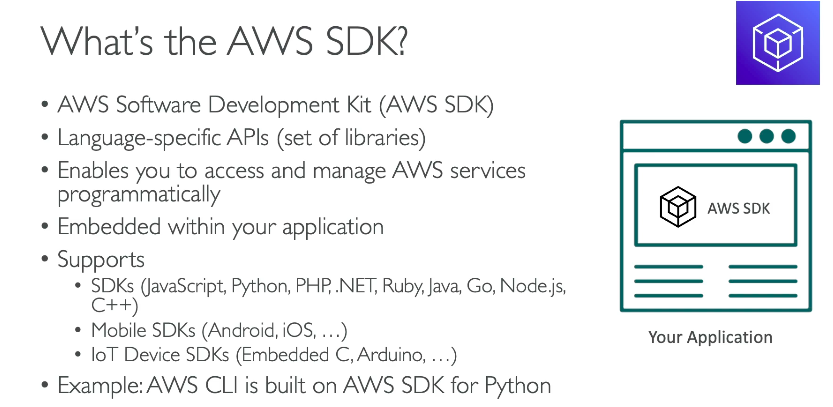 What's the AWS SDK?
• AWS Software Development Kit (AWS SDK)
• Language-specific APIs (set of libraries)
• Enables you to access and manage AWS services
programmatically
• Embedded within your application
• Supports
• SDKs (JavaScript, Python, PHP, .NET, Ruby, Java, Go, Node.js,
C++)
• Mobile SDKs (Android, iOS, …)
• IoT Device SDKs (Embedded C, Arduino, …)
• Example: AWS CLI is built on AWS SDK for Python
AWS SDK
Your Application